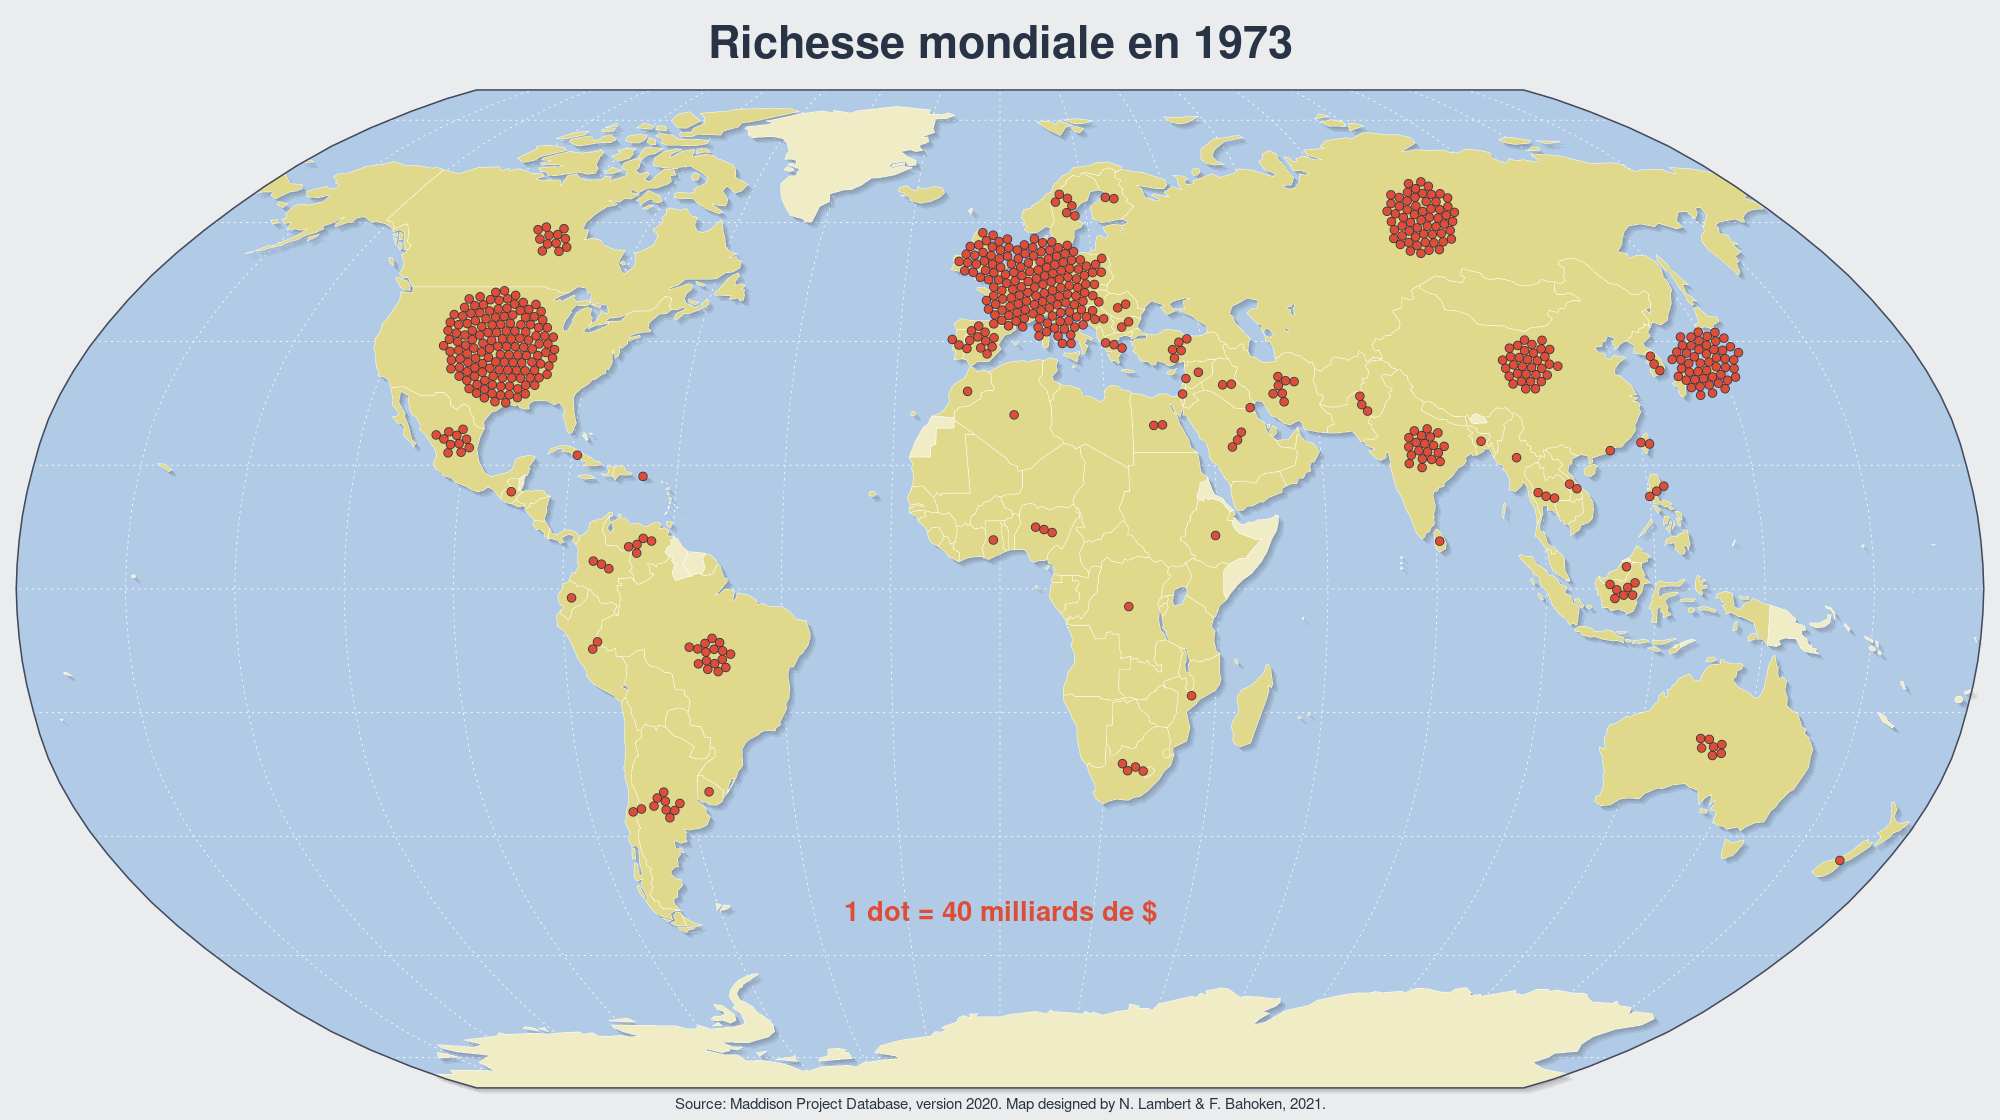 Richesse mondiale en 1973
1 dot = 40 milliards de $
Source: Maddison Project Database, version 2020. Map designed by N. Lambert & F. Bahoken, 2021.